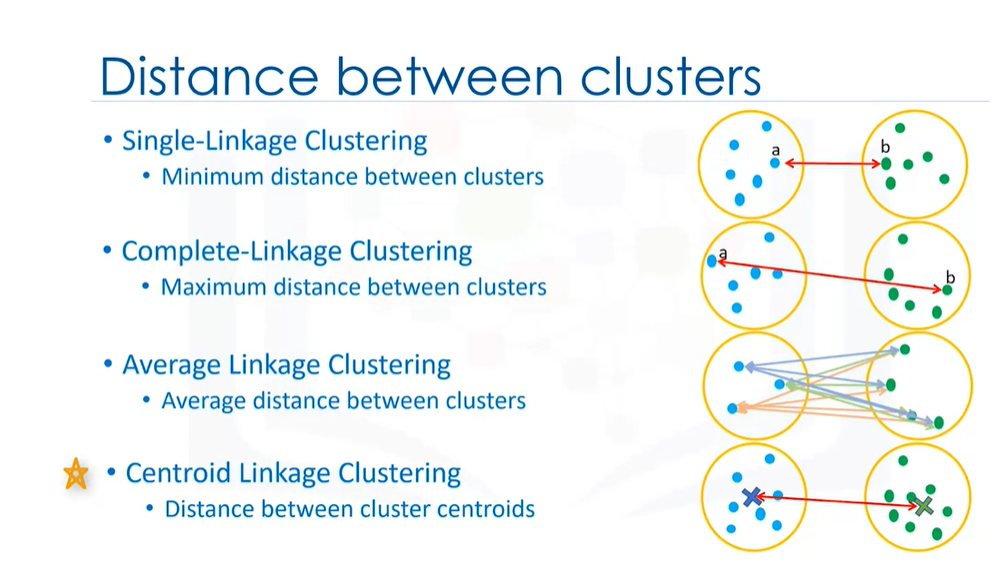 Distance between clusters
• Single-Linkage Clustering
• Minimum distance between clusters
a
b
• Complete-Linkage Clustering
• Maximum distance between clusters
a
b
• Average Linkage Clustering
• Average distance between clusters
• Centroid Linkage Clustering
• Distance between cluster centroids